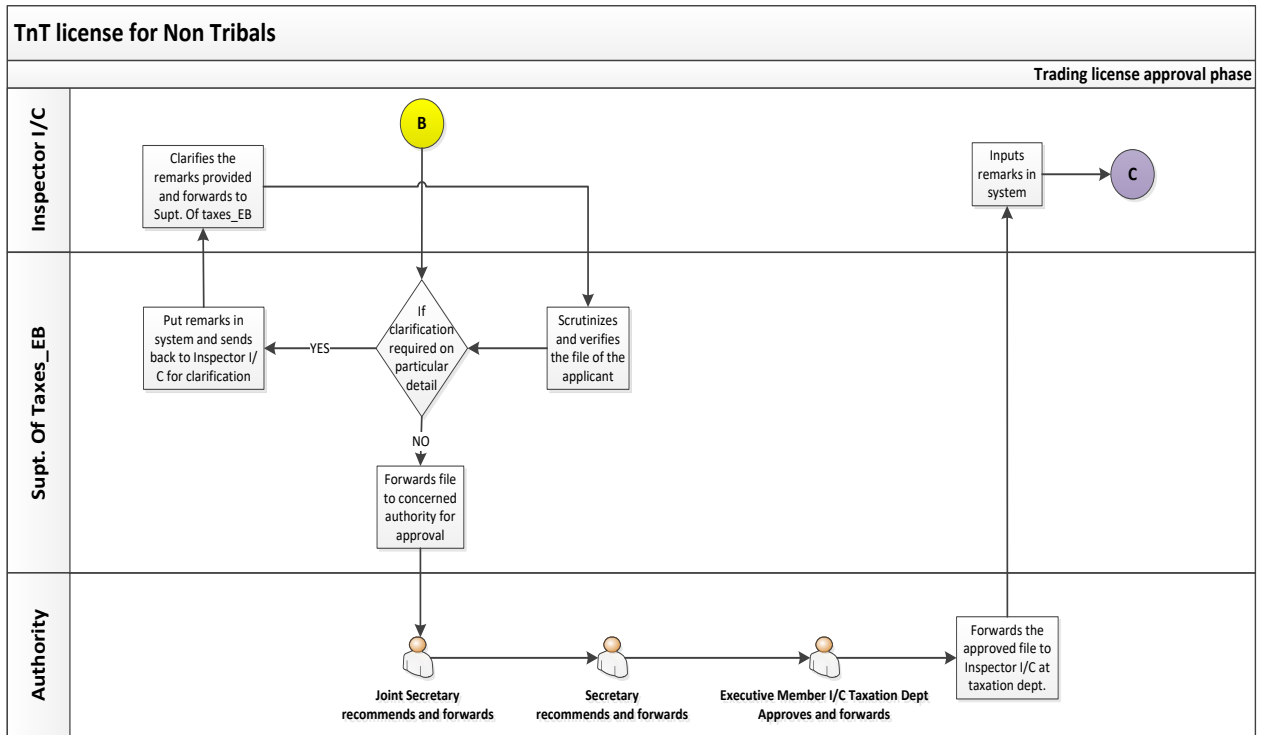 TnT license for Non Tribals
Trading license approval phase
Inspector I/C
B
Clarifies the
remarks provided
and forwards to
Supt. Of taxes_EB
Inputs
remarks in
system
C
Supt. Of Taxes_EB
Put remarks in
system and sends
back to Inspector I/
C for clarification
YES
If
clarification
required on
particular
detail
Scrutinizes
and verifies
the file of the
applicant
NO
Forwards file
to concerned
authority for
approval
Authority
Joint Secretary
recommends and forwards
Secretary
recommends and forwards
Executive Member I/C Taxation Dept
Approves and forwards
Forwards the
approved file to
Inspector I/C at
taxation dept.